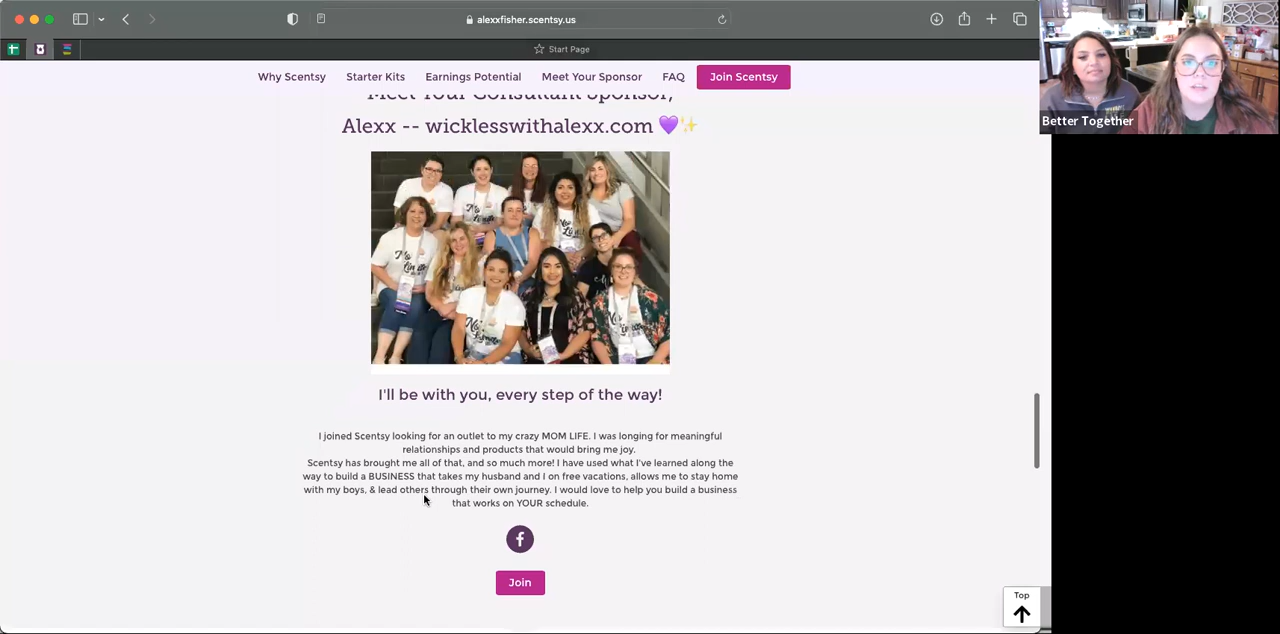 alexxfisher.scentsy.us
Start Page
Why Scentsy Starter Kits Earnings Potential Meet Your Sponsor FAQ Join Scentsy
Meet Your Consultant Sponsor,
Alexx -- wicklesswithalexx.com 💜✨
I'll be with you, every step of the way!
I joined Scentsy looking for an outlet to my crazy MOM LIFE. I was longing for meaningful
relationships and products that would bring me joy.
Scentsy has brought me all of that, and so much more! I have used what I've learned along the
way to build a BUSINESS that takes my husband and I on free vacations, allows me to stay home
with my boys, & lead others through their own journey. I would love to help you build a business
that works on YOUR schedule.
Join
Top
Better Together